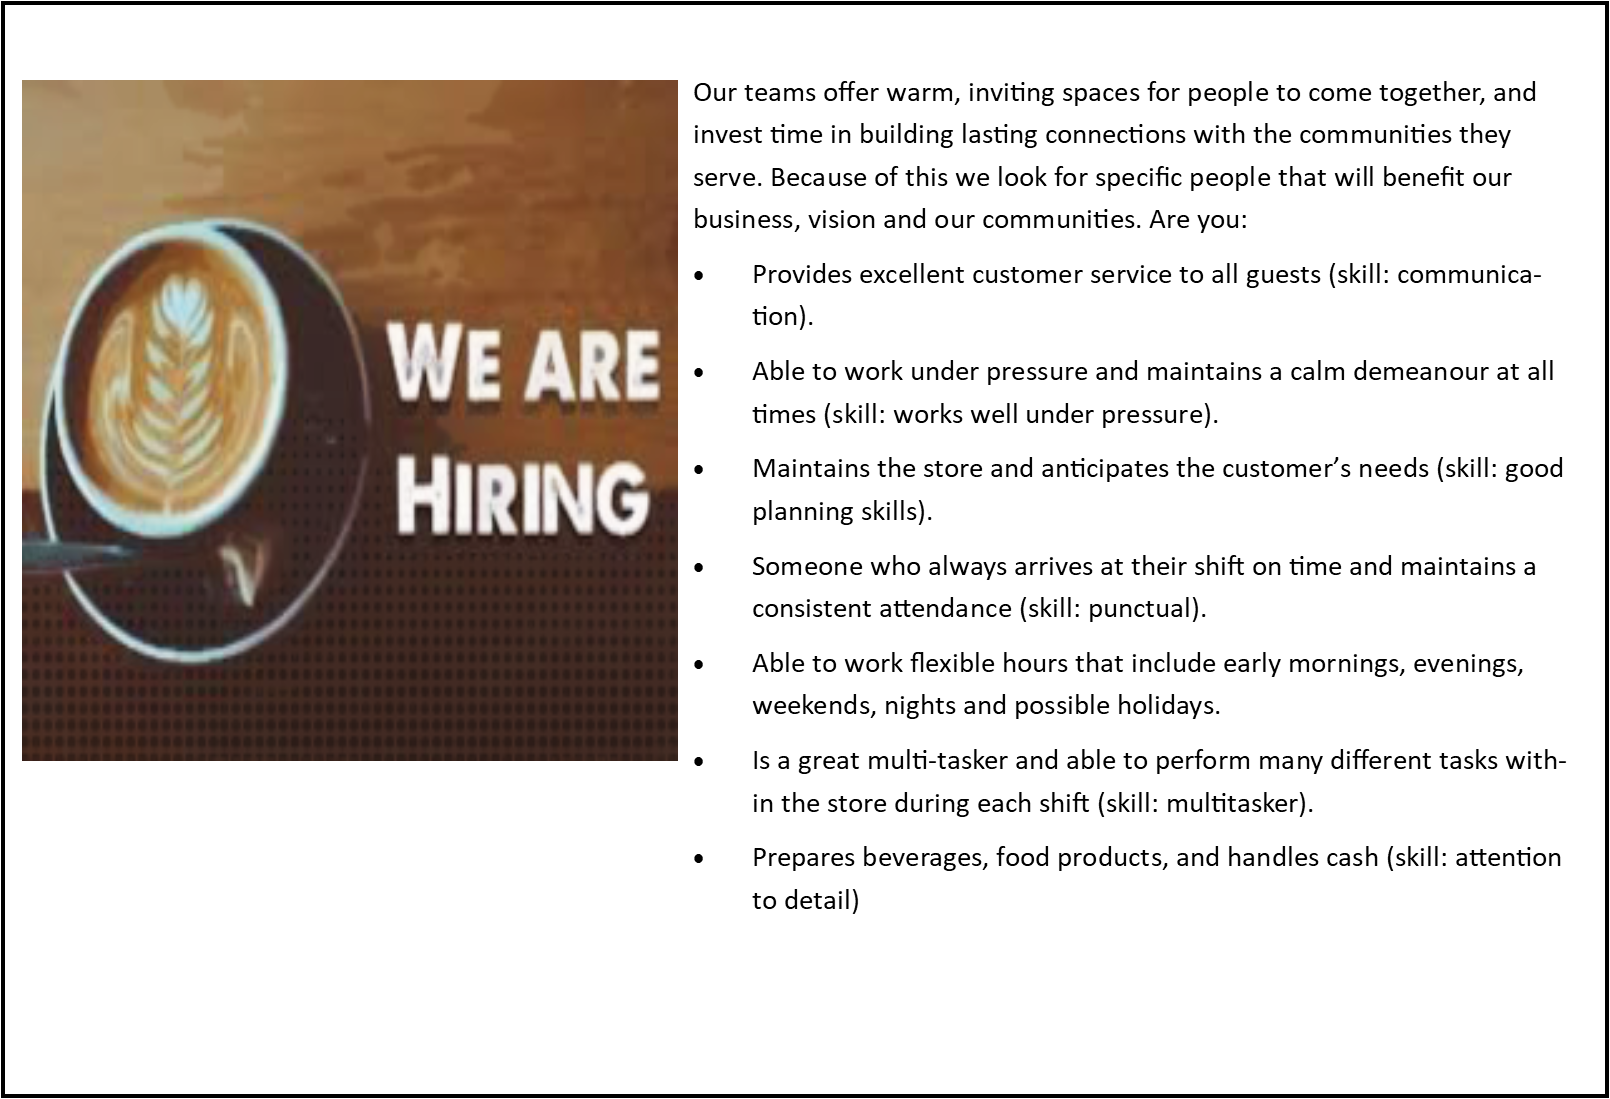 WE ARE
HIRING
Our teams offer warm, inviting spaces for people to come together, and
invest time in building lasting connections with the communities they
serve. Because of this we look for specific people that will benefit our
business, vision and our communities. Are you:
• Provides excellent customer service to all guests (skill: communica-
tion).
• Able to work under pressure and maintains a calm demeanour at all
times (skill: works well under pressure).
• Maintains the store and anticipates the customer’s needs (skill: good
planning skills).
• Someone who always arrives at their shift on time and maintains a
consistent attendance (skill: punctual).
• Able to work flexible hours that include early mornings, evenings,
weekends, nights and possible holidays.
• Is a great multi-tasker and able to perform many different tasks with-
in the store during each shift (skill: multitasker).
• Prepares beverages, food products, and handles cash (skill: attention
to detail)